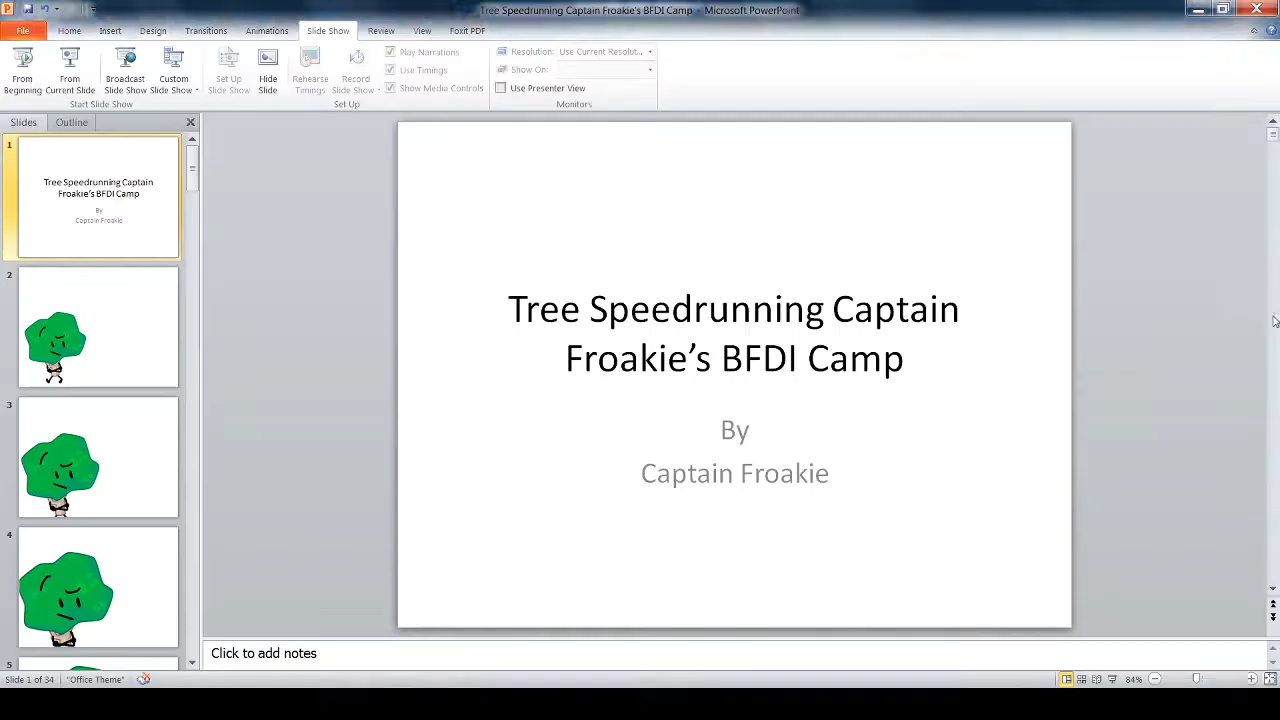 Tree Speedrunning Captain Froakie's BFDI Camp - Microsoft PowerPoint
File Home Insert Design Transitions Animations Slide Show Review View Foxit PDF
From Beginning
From Current Slide
Broadcast Slide Show
Custom Slide Show
Set Up Slide Show
Hide Slide
Rehearse Timings
Record Slide Show
Play Narrations
Use Timings
Show Media Controls
Resolution: Use Current Resolut...
Show On:
Use Presenter View
Start Slide Show
Set Up
Monitors
Slides Outline
1
Tree Speedrunning Captain
Froakie's BFDI Camp
By
Captain Froakie
2
3
4
5
Tree Speedrunning Captain
Froakie’s BFDI Camp
By
Captain Froakie
Click to add notes
Slide 1 of 34 "Office Theme" 84%